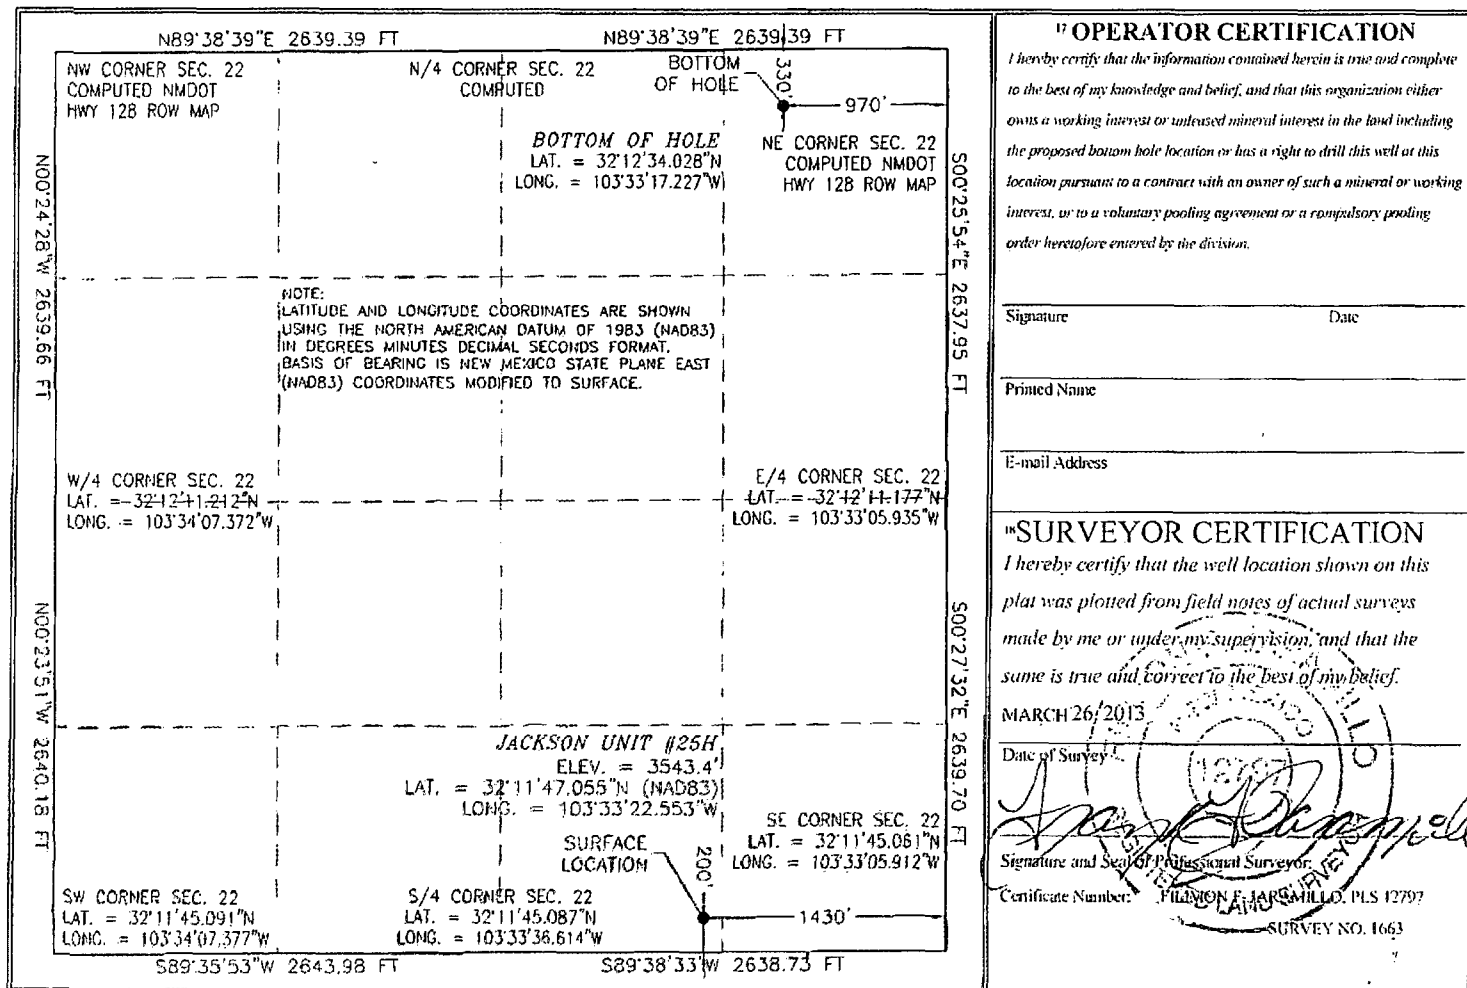 N89°38'39"E 2639.39 FT
N89°38'39"E 2639.39 FT
NW CORNER SEC. 22
COMPUTED NMDOT
HWY 128 ROW MAP
N/4 CORNER SEC. 22
COMPUTED
BOTTOM
OF HOLE
330'
970'
BOTTOM OF HOLE
LAT. = 32°12'34.028"N
LONG. = 103°33'17.227"W
NE CORNER SEC. 22
COMPUTED NMDOT
HWY 128 ROW MAP
N00°24'28"W 2639.66 FT
S00°25'54"E 2637.95 FT
NOTE:
LATITUDE AND LONGITUDE COORDINATES ARE SHOWN
USING THE NORTH AMERICAN DATUM OF 1983 (NAD83)
IN DEGREES MINUTES DECIMAL SECONDS FORMAT.
BASIS OF BEARING IS NEW MEXICO STATE PLANE EAST
(NAD83) COORDINATES MODIFIED TO SURFACE.
W/4 CORNER SEC. 22
LAT. = 32°12'11.212"N
LONG. = 103°34'07.372"W
E/4 CORNER SEC. 22
LAT. = 32°12'11.177"N
LONG. = 103°33'05.935"W
N00°23'51"W 2640.18 FT
S00°27'32"E 2639.70 FT
JACKSON UNIT #25H
ELEV. = 3543.4'
LAT. = 32°11'47.055"N (NAD83)
LONG. = 103°33'22.553"W
SURFACE
LOCATION
200'
1430'
SE CORNER SEC. 22
LAT. = 32°11'45.061"N
LONG. = 103°33'05.912"W
SW CORNER SEC. 22
LAT. = 32°11'45.091"N
LONG. = 103°34'07.377"W
S/4 CORNER SEC. 22
LAT. = 32°11'45.087"N
LONG. = 103°33'36.614"W
S89°35'53"W 2643.98 FT
S89°38'33"W 2638.73 FT
17 OPERATOR CERTIFICATION
I hereby certify that the information contained herein is true and complete
to the best of my knowledge and belief, and that this organization either
owns a working interest or unleased mineral interest in the land including
the proposed bottom hole location or has a right to drill this well at this
location pursuant to a contract with an owner of such a mineral or working
interest, or to a voluntary pooling agreement or a compulsory pooling
order heretofore entered by the division.
Signature Date
Printed Name
E-mail Address
18 SURVEYOR CERTIFICATION
I hereby certify that the well location shown on this
plat was plotted from field notes of actual surveys
made by me or under my supervision, and that the
same is true and correct to the best of my belief.
MARCH 26, 2013
Date of Survey
Signature and Seal of Professional Surveyor:
Certificate Number: FILIMON F. JARAMILLO, PLS 12797
SURVEY NO. 1663